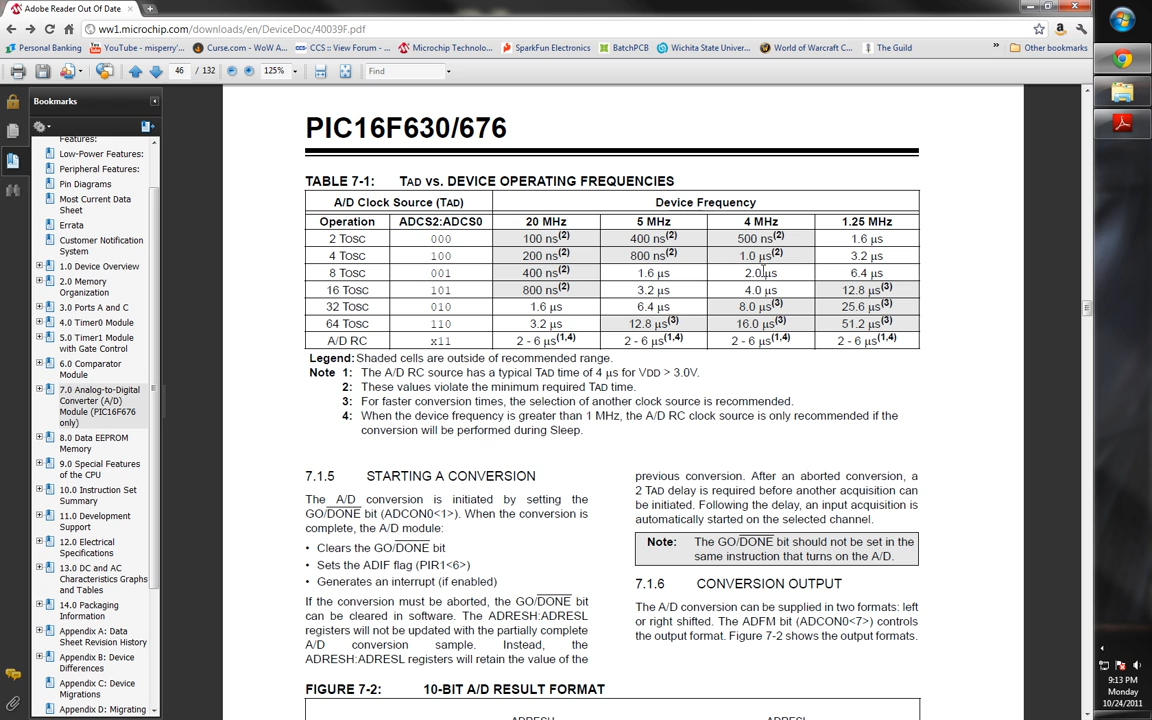 Adobe Reader Out Of Date
ww1.microchip.com/downloads/en/DeviceDoc/40039F.pdf
Personal Banking
YouTube - misperry'...
Curse.com - WoW A...
CCS :: View Forum - ...
Microchip Technolo...
SparkFun Electronics
BatchPCB
Wichita State Univer...
World of Warcraft C...
The Guild
»
Other bookmarks
46 / 132
125%
Find
Bookmarks
Features:
Low-Power Features:
Peripheral Features:
Pin Diagrams
Most Current Data
Sheet
Errata
Customer Notification
System
1.0 Device Overview
2.0 Memory
Organization
3.0 Ports A and C
4.0 Timer0 Module
5.0 Timer1 Module
with Gate Control
6.0 Comparator
Module
7.0 Analog-to-Digital
Converter (A/D)
Module (PIC16F676
only)
8.0 Data EEPROM
Memory
9.0 Special Features
of the CPU
10.0 Instruction Set
Summary
11.0 Development
Support
12.0 Electrical
Specifications
13.0 DC and AC
Characteristics Graphs
and Tables
14.0 Packaging
Information
Appendix A: Data
Sheet Revision History
Appendix B: Device
Differences
Appendix C: Device
Migrations
Appendix D: Migrating
PIC16F630/676
TABLE 7-1: TAD VS. DEVICE OPERATING FREQUENCIES
A/D Clock Source (TAD) Device Frequency
Operation ADCS2:ADCS0 20 MHz 5 MHz 4 MHz 1.25 MHz
2 TOSC 000 100 ns(2) 400 ns(2) 500 ns(2) 1.6 μs
4 TOSC 100 200 ns(2) 800 ns(2) 1.0 μs(2) 3.2 μs
8 TOSC 001 400 ns(2) 1.6 μs 2.0 μs 6.4 μs
16 TOSC 101 800 ns(2) 3.2 μs 4.0 μs 12.8 μs(3)
32 TOSC 010 1.6 μs 6.4 μs 8.0 μs(3) 25.6 μs(3)
64 TOSC 110 3.2 μs 12.8 μs(3) 16.0 μs(3) 51.2 μs(3)
A/D RC x11 2 - 6 μs(1,4) 2 - 6 μs(1,4) 2 - 6 μs(1,4) 2 - 6 μs(1,4)
Legend: Shaded cells are outside of recommended range.
Note 1: The A/D RC source has a typical TAD time of 4 μs for VDD > 3.0V.
2: These values violate the minimum required TAD time.
3: For faster conversion times, the selection of another clock source is recommended.
4: When the device frequency is greater than 1 MHz, the A/D RC clock source is only recommended if the
conversion will be performed during Sleep.
7.1.5 STARTING A CONVERSION
The A/D conversion is initiated by setting the
GO/DONE bit (ADCON0<1>). When the conversion is
complete, the A/D module:
• Clears the GO/DONE bit
• Sets the ADIF flag (PIR1<6>)
• Generates an interrupt (if enabled)
If the conversion must be aborted, the GO/DONE bit
can be cleared in software. The ADRESH:ADRESL
registers will not be updated with the partially complete
A/D conversion sample. Instead, the
ADRESH:ADRESL registers will retain the value of the
previous conversion. After an aborted conversion, a
2 TAD delay is required before another acquisition can
be initiated. Following the delay, an input acquisition is
automatically started on the selected channel.
Note: The GO/DONE bit should not be set in the
same instruction that turns on the A/D.
7.1.6 CONVERSION OUTPUT
The A/D conversion can be supplied in two formats: left
or right shifted. The ADFM bit (ADCON0<7>) controls
the output format. Figure 7-2 shows the output formats.
FIGURE 7-2: 10-BIT A/D RESULT FORMAT
ADRESH ADRESL
9:13 PM
Monday
10/24/2011